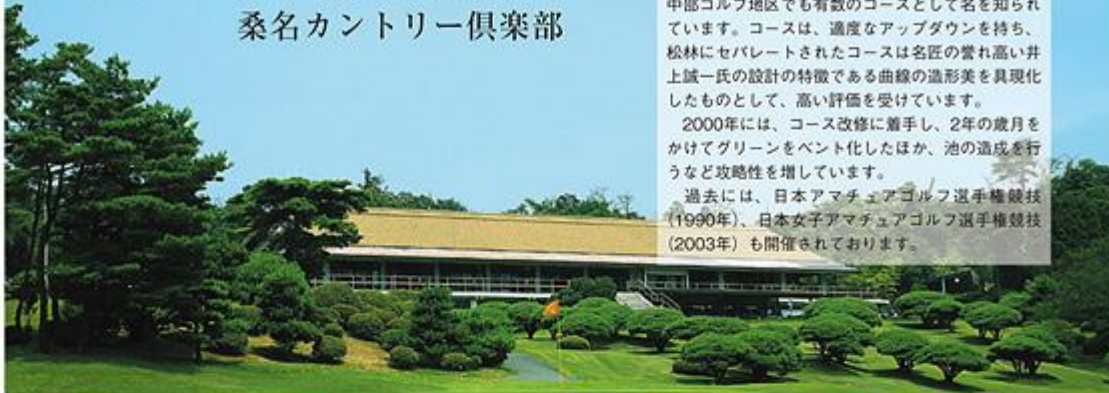 桑名カントリー倶楽部
中部ゴルフ地区でも有数のコースとして名を知られ
ています。コースは、適度なアップダウンを持ち、
松林にセパレートされたコースは名匠の誉れ高い井
上誠一氏の設計の特徴である曲線の造形美を具現化
したものとして、高い評価を受けています。
2000年には、コース改修に着手し、2年の歳月を
かけてグリーンをベント化したほか、池の造成を行
うなど攻略性を増しています。
過去には、日本アマチュアゴルフ選手権競技
(1990年)、日本女子アマチュアゴルフ選手権競技
(2003年) も開催されております。